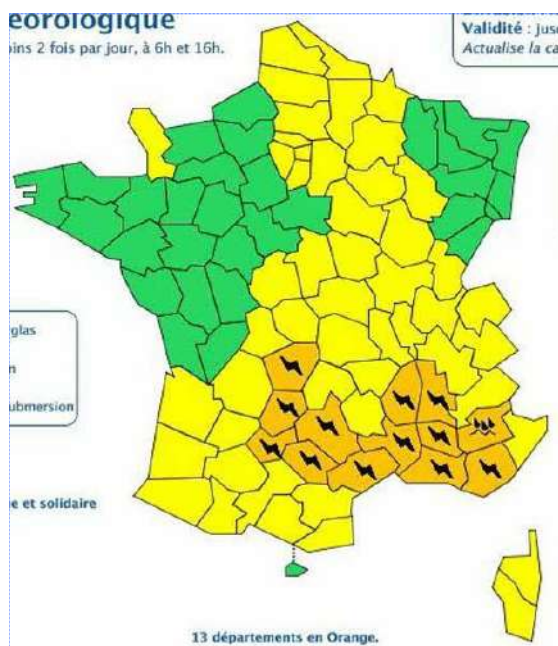 éorologique
oins 2 fois par jour, à 6h et 16h.
Validité : Jus
Actualise la ca
glas
n
ubmersion
e et solidaire
13 départements en Orange.